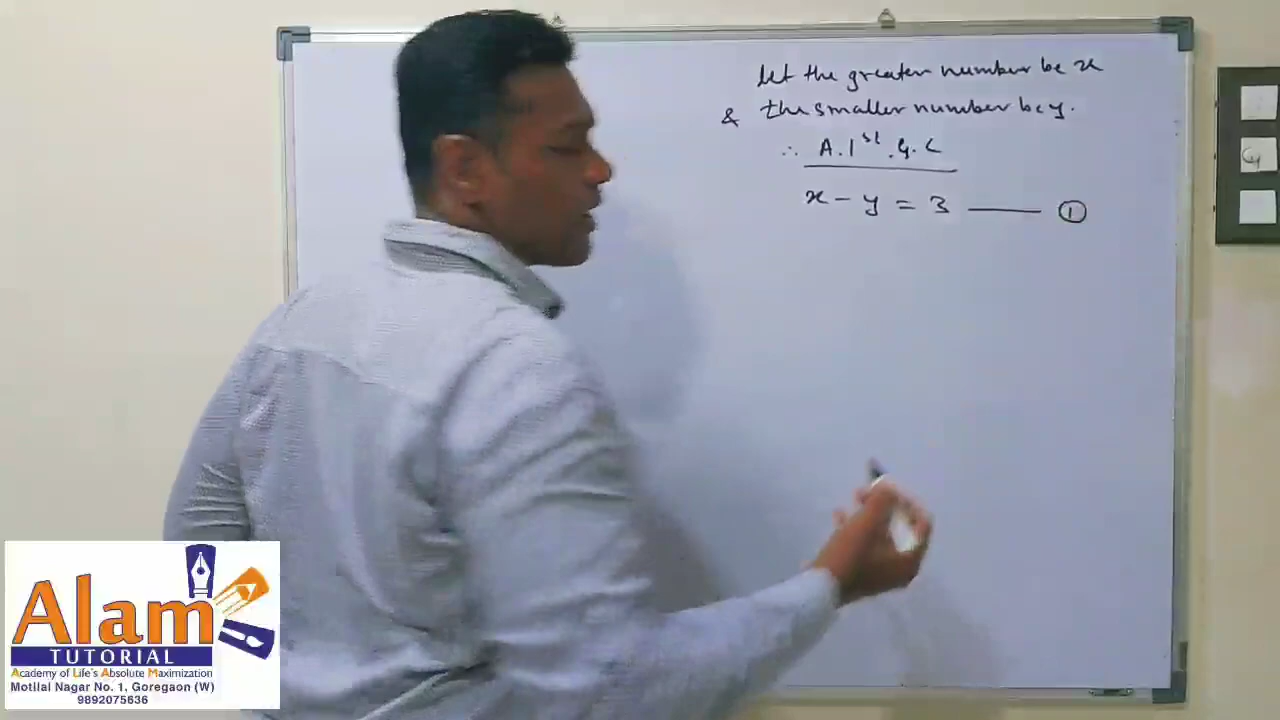 Let the greater number be x
& the smaller number be y.
∴ A.1st.G.C
x - y = 3 —— ①
Alam
TUTORIAL
Academy of Life's Absolute Maximization
Motilal Nagar No. 1, Goregaon (W)
9892075636